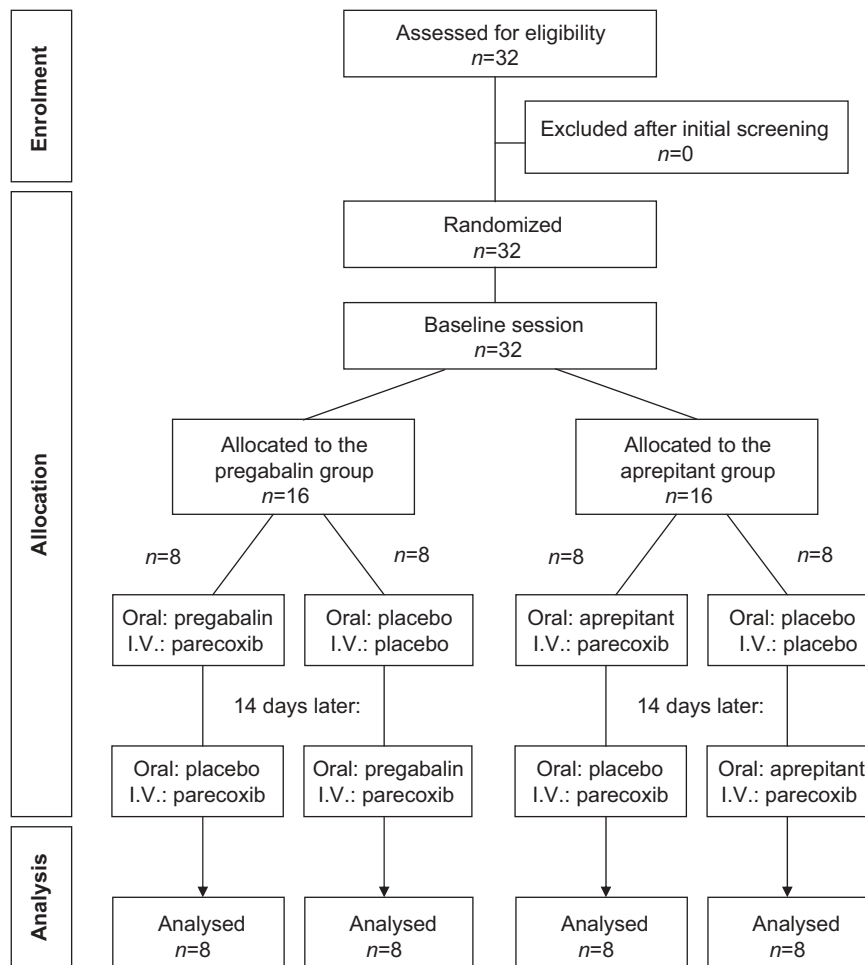 Enrolment
Assessed for eligibility
n=32
Excluded after initial screening
n=0
Allocation
Randomized
n=32
Baseline session
n=32
Allocated to the
pregabalin group
n=16
Allocated to the
aprepitant group
n=16
n=8
n=8
n=8
n=8
Oral: pregabalin
I.V.: parecoxib
Oral: placebo
I.V.: placebo
Oral: aprepitant
I.V.: parecoxib
Oral: placebo
I.V.: placebo
14 days later:
14 days later:
Oral: placebo
I.V.: parecoxib
Oral: pregabalin
I.V.: parecoxib
Oral: placebo
I.V.: parecoxib
Oral: aprepitant
I.V.: parecoxib
Analysis
Analysed
n=8
Analysed
n=8
Analysed
n=8
Analysed
n=8